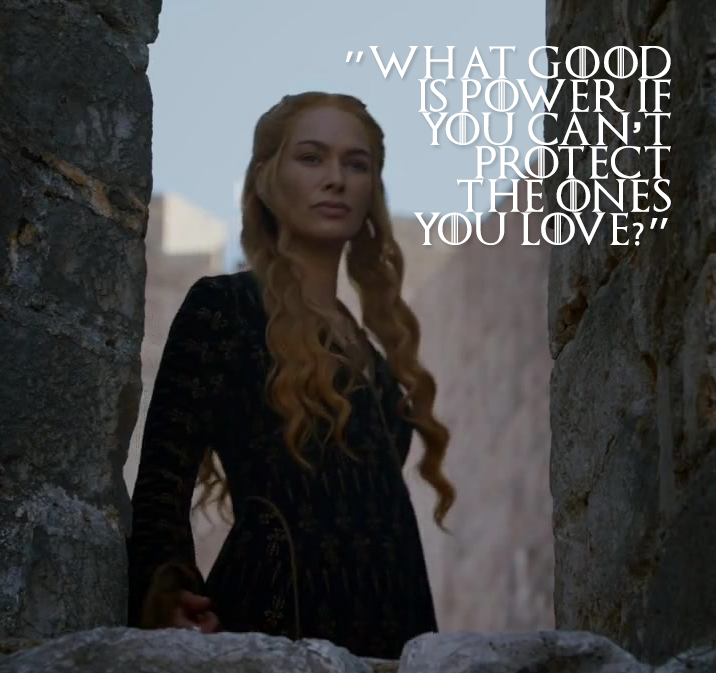 "WHAT GOOD
IS POWER IF
YOU CAN'T
PROTECT
THE ONES
YOU LOVE?"